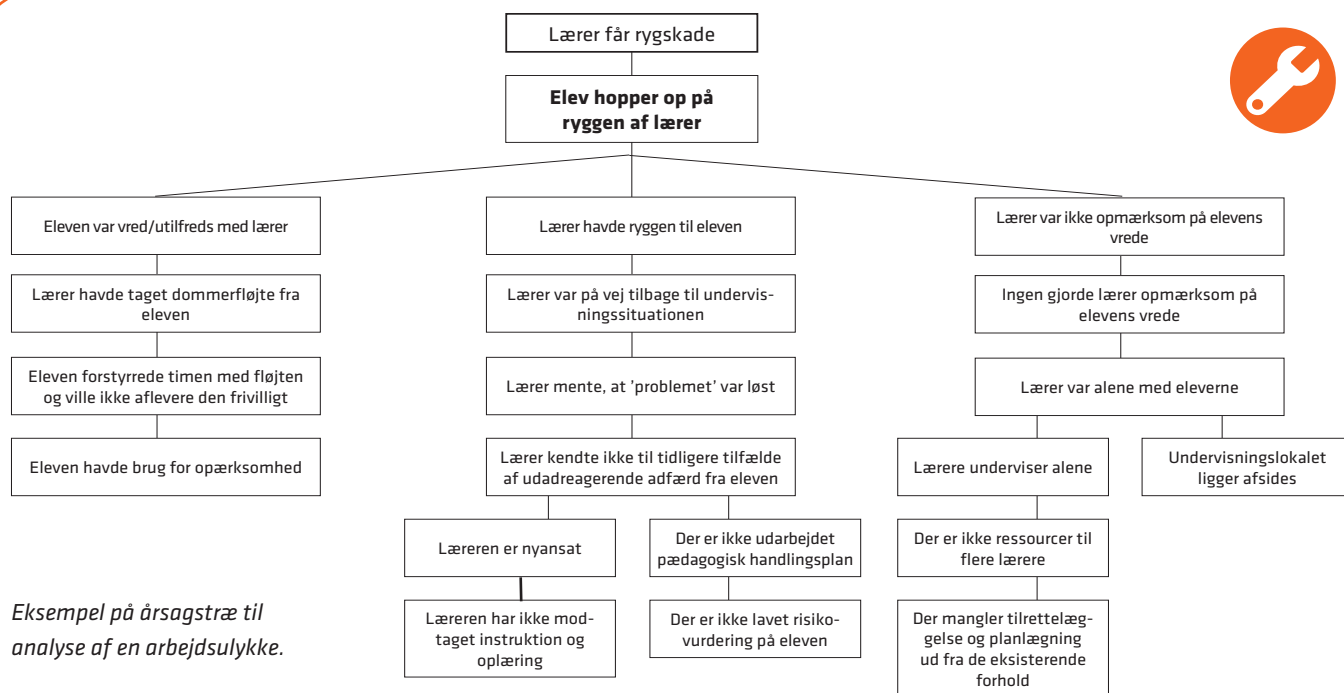 Lærer får rygskade
Elev hopper op på
ryggen af lærer
Eleven var vred/utilfreds med lærer
Lærer havde taget dommerfløjte fra
eleven
Eleven forstyrrede timen med fløjten
og ville ikke aflevere den frivilligt
Eleven havde brug for opærksomhed
Lærer havde ryggen til eleven
Lærer var på vej tilbage til undervis-
ningssituationen
Lærer mente, at 'problemet' var løst
Lærer kendte ikke til tidligere tilfælde
af udadreagerende adfærd fra eleven
Læreren er nyansat
Læreren har ikke mod-
taget instruktion og
oplæring
Der er ikke udarbejdet
pædagogisk handlingsplan
Der er ikke lavet risiko-
vurdering på eleven
Lærer var ikke opmærksom på elevens
vrede
Ingen gjorde lærer opmærksom på
elevens vrede
Lærer var alene med eleverne
Lærere underviser alene
Der er ikke ressourcer til
flere lærere
Der mangler tilrettelæg-
gelse og planlægning
ud fra de eksisterende
forhold
Undervisningslokalet
ligger afsides
Eksempel på årsagstræ til
analyse af en arbejdsulykke.